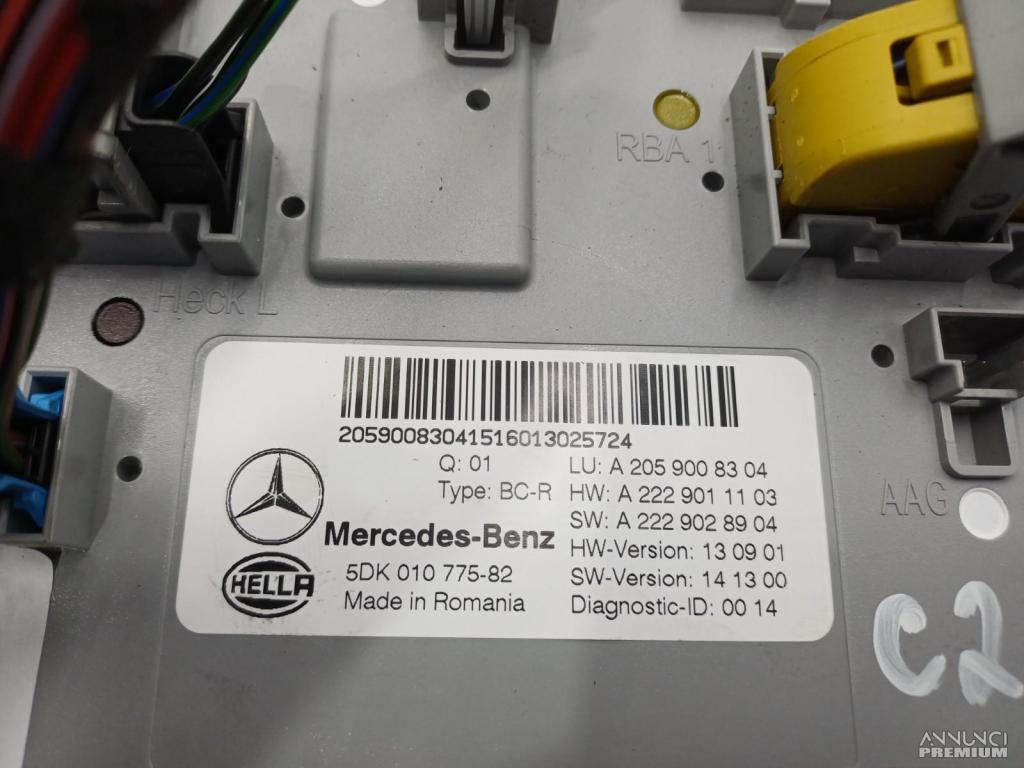 RBA 1
Heck L
20590083041516013025724
Q: 01
Type: BC-R
Mercedes-Benz
HELLA
5DK 010 775-82
Made in Romania
LU: A 205 900 83 04
HW: A 222 901 11 03
SW: A 222 902 89 04
HW-Version: 13 09 01
SW-Version: 14 13 00
Diagnostic-ID: 00 14
AAG
C2
ANNUNCI
PREMIUM